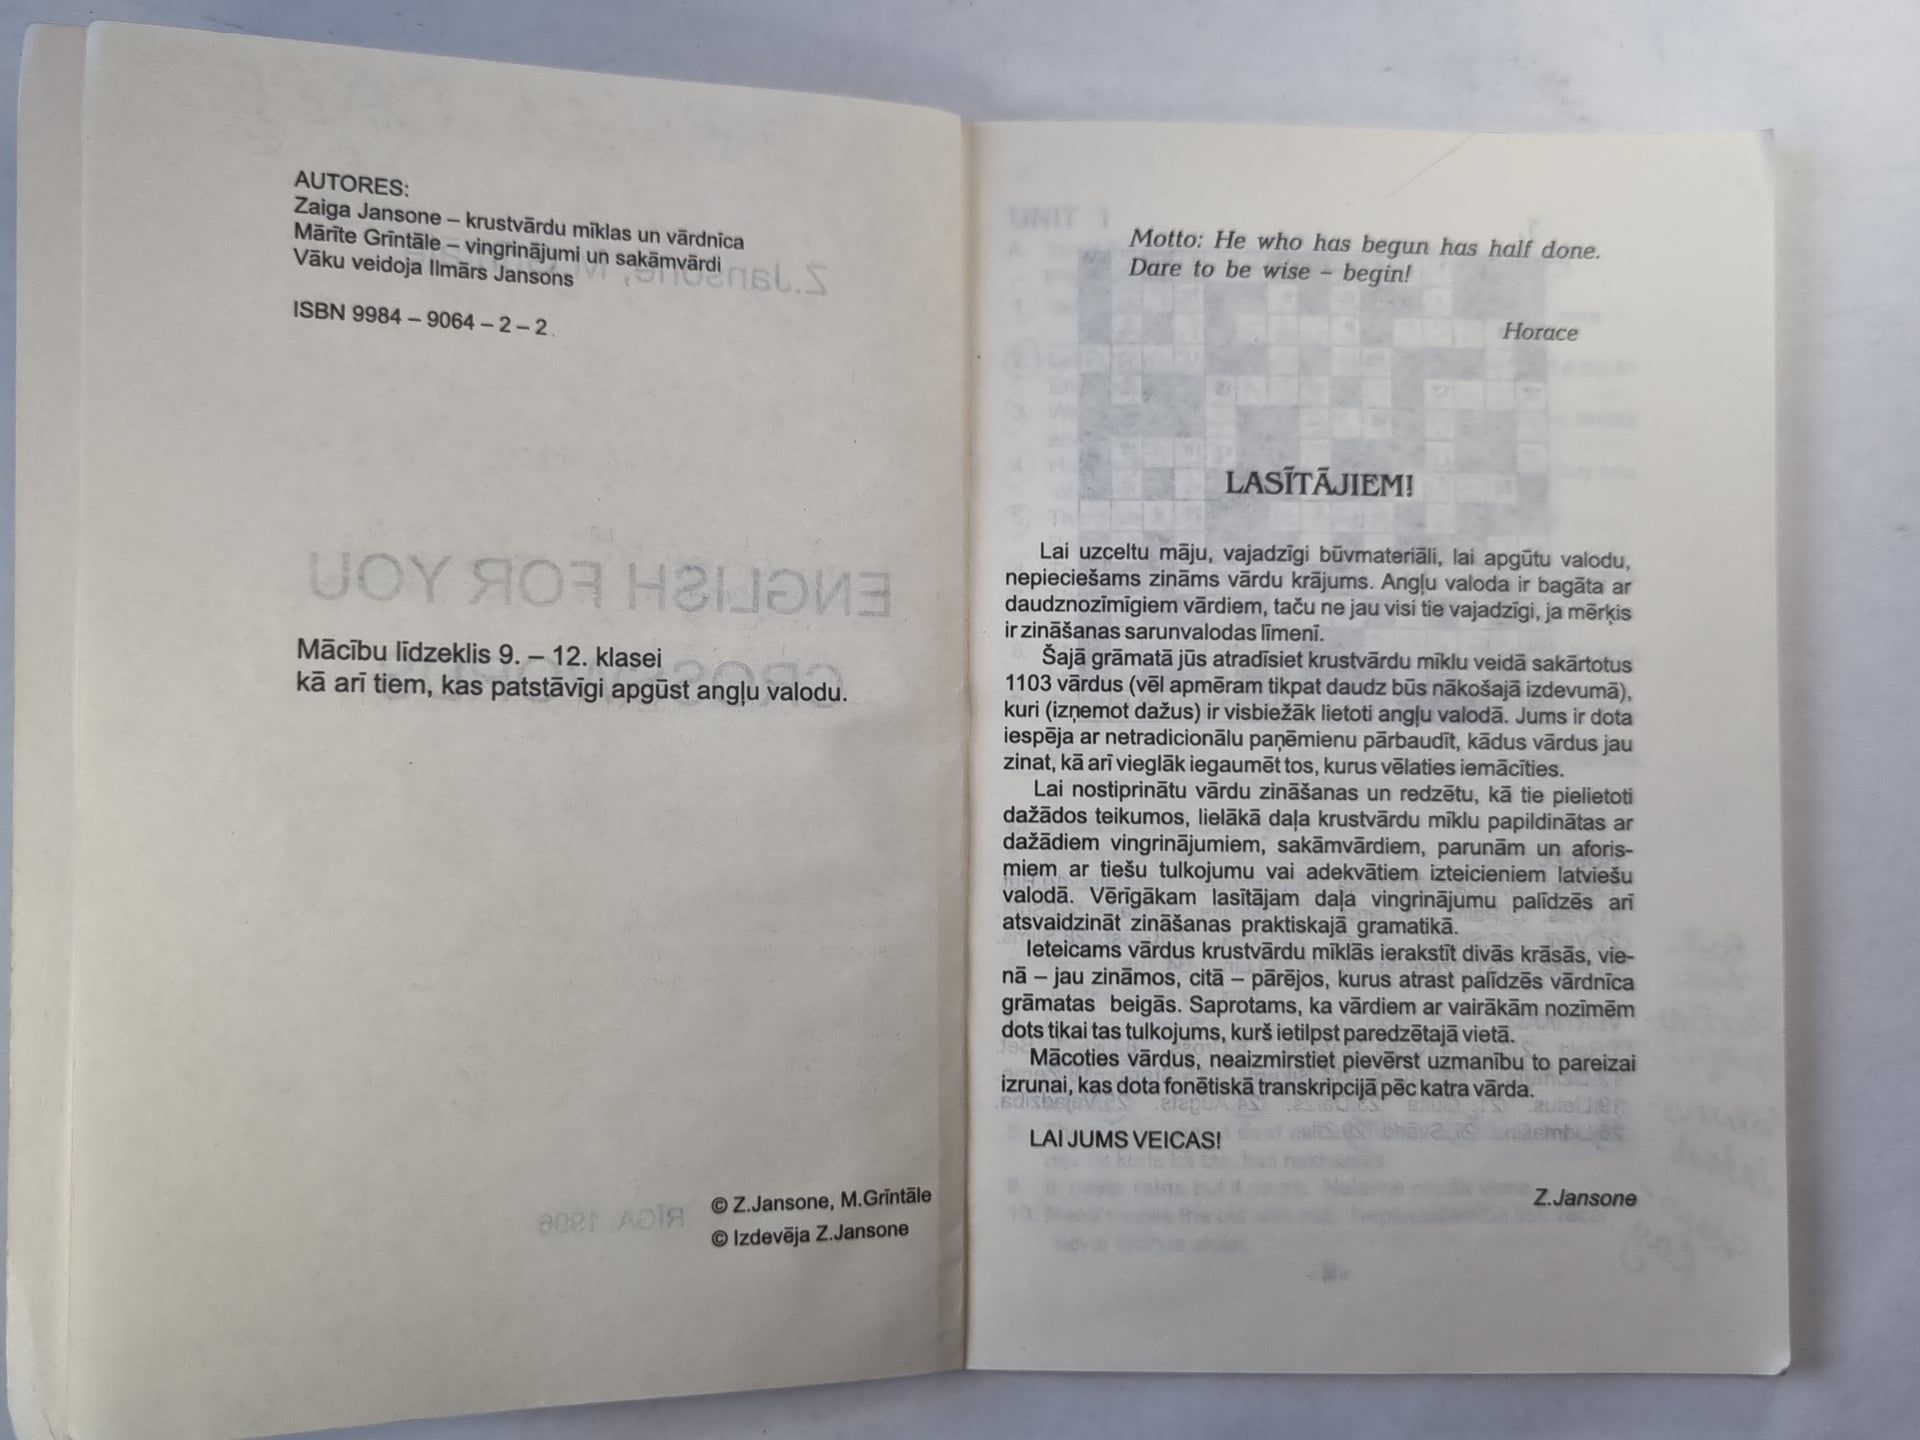 AUTORES:
Zaiga Jansone – krustvārdu mīklas un vārdnīca
Mārīte Grīntāle – vingrinājumi un sakāmvārdi
Vāku veidoja Ilmārs Jansons
ISBN 9984 – 9064 – 2 – 2
Mācību līdzeklis 9. – 12. klasei
kā arī tiem, kas patstāvīgi apgūst angļu valodu.
© Z.Jansone, M.Grīntāle
© Izdevēja Z.Jansone
Motto: He who has begun has half done.
Dare to be wise – begin!
Horace
LASĪTĀJIEM!
Lai uzceltu māju, vajadzīgi būvmateriāli, lai apgūtu valodu,
nepieciešams zināms vārdu krājums. Angļu valoda ir bagāta ar
daudznozīmīgiem vārdiem, taču ne jau visi tie vajadzīgi, ja mērķis
ir zināšanas sarunvalodas līmenī.
Šajā grāmatā jūs atradīsiet krustvārdu mīklu veidā sakārtotus
1103 vārdus (vēl apmēram tikpat daudz būs nākošajā izdevumā),
kuri (izņemot dažus) ir visbiežāk lietoti angļu valodā. Jums ir dota
iespēja ar netradicionālu paņēmienu pārbaudīt, kādus vārdus jau
zinat, kā arī vieglāk iegaumēt tos, kurus vēlaties iemācīties.
Lai nostiprinātu vārdu zināšanas un redzētu, kā tie pielietoti
dažādos teikumos, lielākā daļa krustvārdu mīklu papildinātas ar
dažādiem vingrinājumiem, sakāmvārdiem, parunām un aforis-
miem ar tiešu tulkojumu vai adekvātiem izteicieniem latviešu
valodā. Vērīgākam lasītājam daļa vingrinājumu palīdzēs arī
atsvaidzināt zināšanas praktiskajā gramatikā.
Ieteicams vārdus krustvārdu mīklās ierakstīt divās krāsās, vie-
nā – jau zināmos, citā – pārējos, kurus atrast palīdzēs vārdnīca
grāmatas beigās. Saprotams, ka vārdiem ar vairākām nozīmēm
dots tikai tas tulkojums, kurš ietilpst paredzētajā vietā.
Mācoties vārdus, neaizmirstiet pievērst uzmanību to pareizai
izrunai, kas dota fonētiskā transkripcijā pēc katra vārda.
LAI JUMS VEICAS!
Z.Jansone